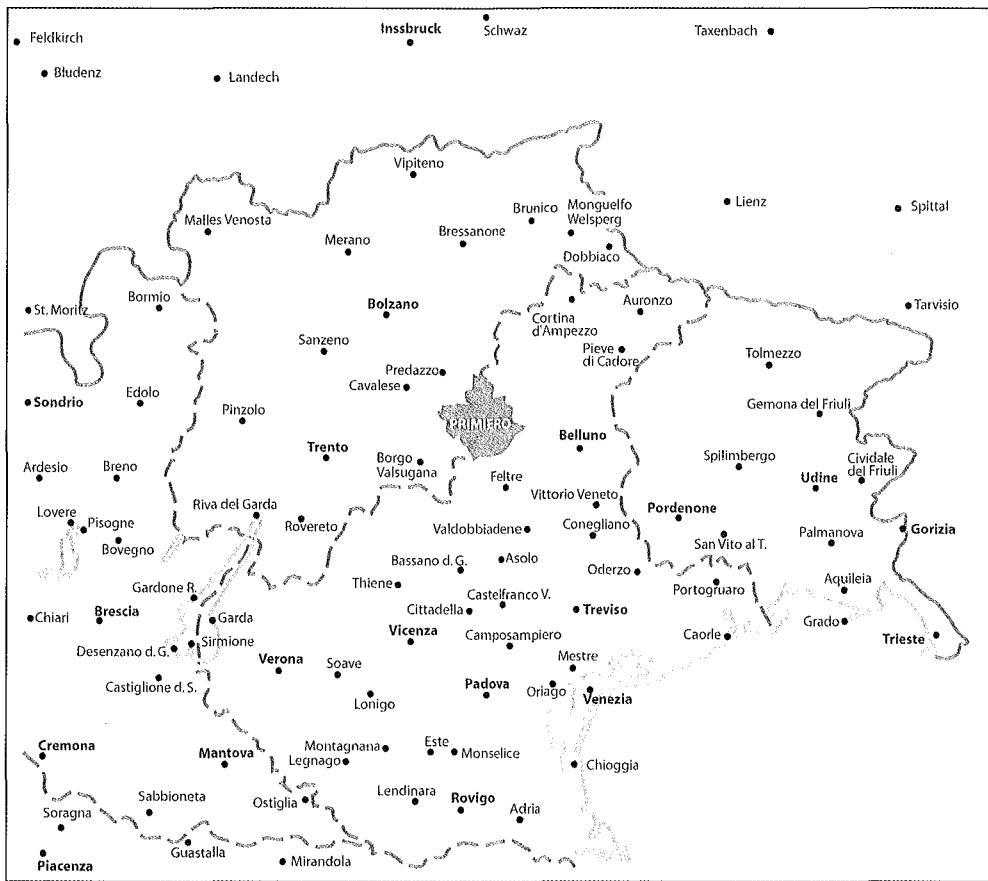 Inssbruck
Schwaz
Taxenbach
Feldkirch
Bludenz
Landech
Vipiteno
Malles Venosta
Merano
Bressanone
Brunico
Monguelfo
Welsperg
Dobbiaco
Lienz
Spittal
St. Moritz
Bormio
Bolzano
Cortina
d'Ampezzo
Auronzo
Tarvisio
Sanzeno
Pieve
di Cadore
Tolmezzo
Predazzo
Cavalese
Sondrio
Edolo
Pinzolo
PRIMIERO
Gemona del Friuli
Ardesio
Breno
Trento
Borgo
Valsugana
Belluno
Feltre
Spilimbergo
Udine
Cividale
del Friuli
Lovere
Pisogne
Bovegno
Riva del Garda
Rovereto
Vittorio Veneto
Valdobbiadene
Conegliano
Pordenone
San Vito al T.
Palmanova
Gorizia
Bassano d. G.
Asolo
Thiene
Oderzo
Portogruaro
Aquileia
Gardone R.
Chiari
Brescia
Garda
Cittadella
Castelfranco V.
Treviso
Caorle
Grado
Trieste
Desenzano d. G.
Sirmione
Vicenza
Camposampiero
Castiglione d. S.
Verona
Soave
Lonigo
Padova
Mestre
Oriago
Venezia
Cremona
Mantova
Montagnana
Legnago
Este
Monselice
Chioggia
Sabbioneta
Soragna
Ostiglia
Lendinara
Rovigo
Adria
Piacenza
Guastalla
Mirandola